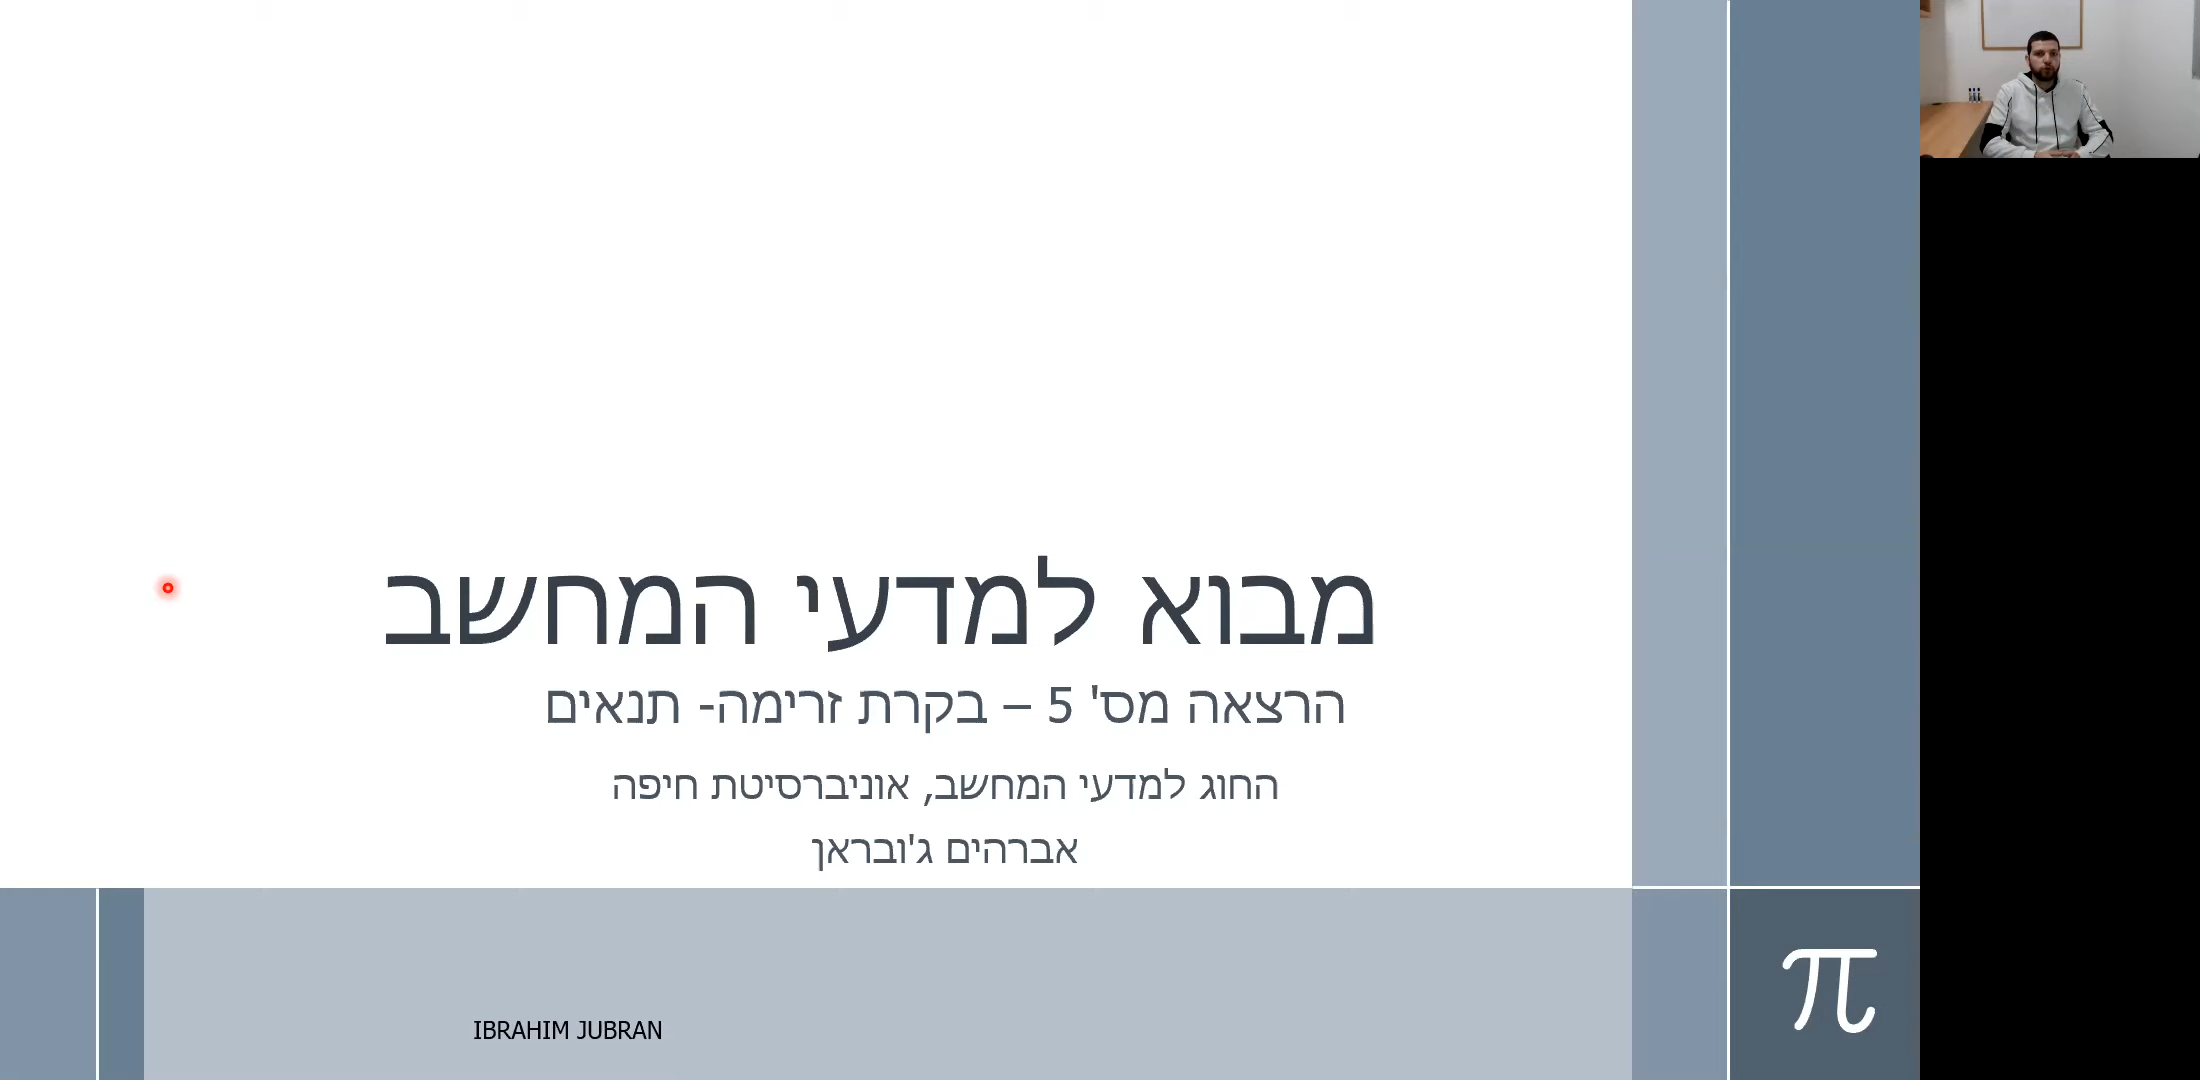 מבוא למדעי המחשב
הרצאה מס' 5 – בקרת זרימה- תנאים
החוג למדעי המחשב, אוניברסיטת חיפה
אברהים ג'ובראן
IBRAHIM JUBRAN
π